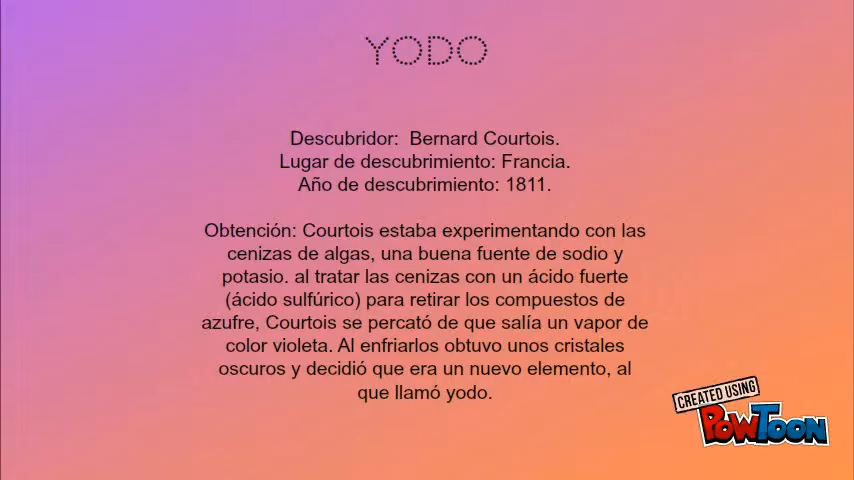 YODO
Descubridor:  Bernard Courtois.
Lugar de descubrimiento: Francia.
Año de descubrimiento: 1811.
Obtención: Courtois estaba experimentando con las
cenizas de algas, una buena fuente de sodio y
potasio. al tratar las cenizas con un ácido fuerte
(ácido sulfúrico) para retirar los compuestos de
azufre, Courtois se percató de que salía un vapor de
color violeta. Al enfriarlos obtuvo unos cristales
oscuros y decidió que era un nuevo elemento, al
que llamó yodo.
CREATED USING
POWTOON